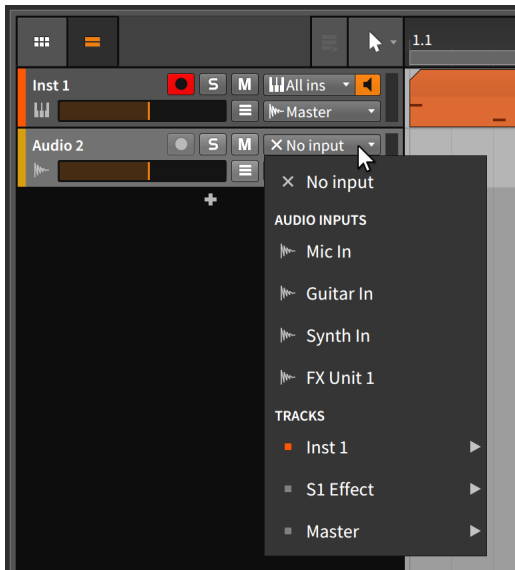 1.1
Inst 1 S M All ins
Master
Audio 2 S M No input
No input
AUDIO INPUTS
Mic In
Guitar In
Synth In
FX Unit 1
TRACKS
Inst 1
S1 Effect
Master